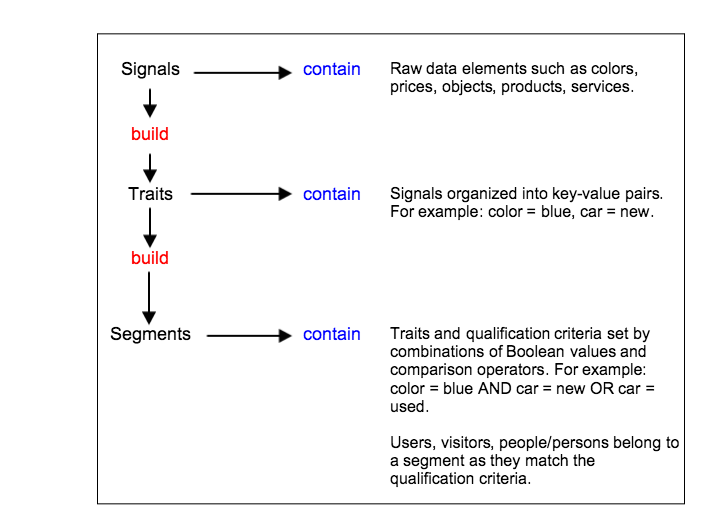 Signals contain Raw data elements such as colors,
prices, objects, products, services.
build
Traits contain Signals organized into key-value pairs.
For example: color = blue, car = new.
build
Segments contain Traits and qualification criteria set by
combinations of Boolean values and
comparison operators. For example:
color = blue AND car = new OR car =
used.
Users, visitors, people/persons belong to
a segment as they match the
qualification criteria.